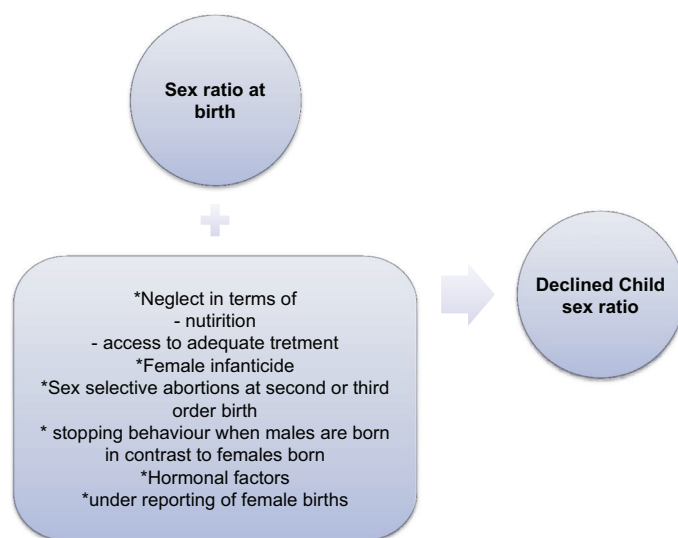 Sex ratio at
birth
+
*Neglect in terms of
- nutirition
- access to adequate tretment
*Female infanticide
*Sex selective abortions at second or third
order birth
* stopping behaviour when males are born
in contrast to females born
*Hormonal factors
*under reporting of female births
Declined Child
sex ratio